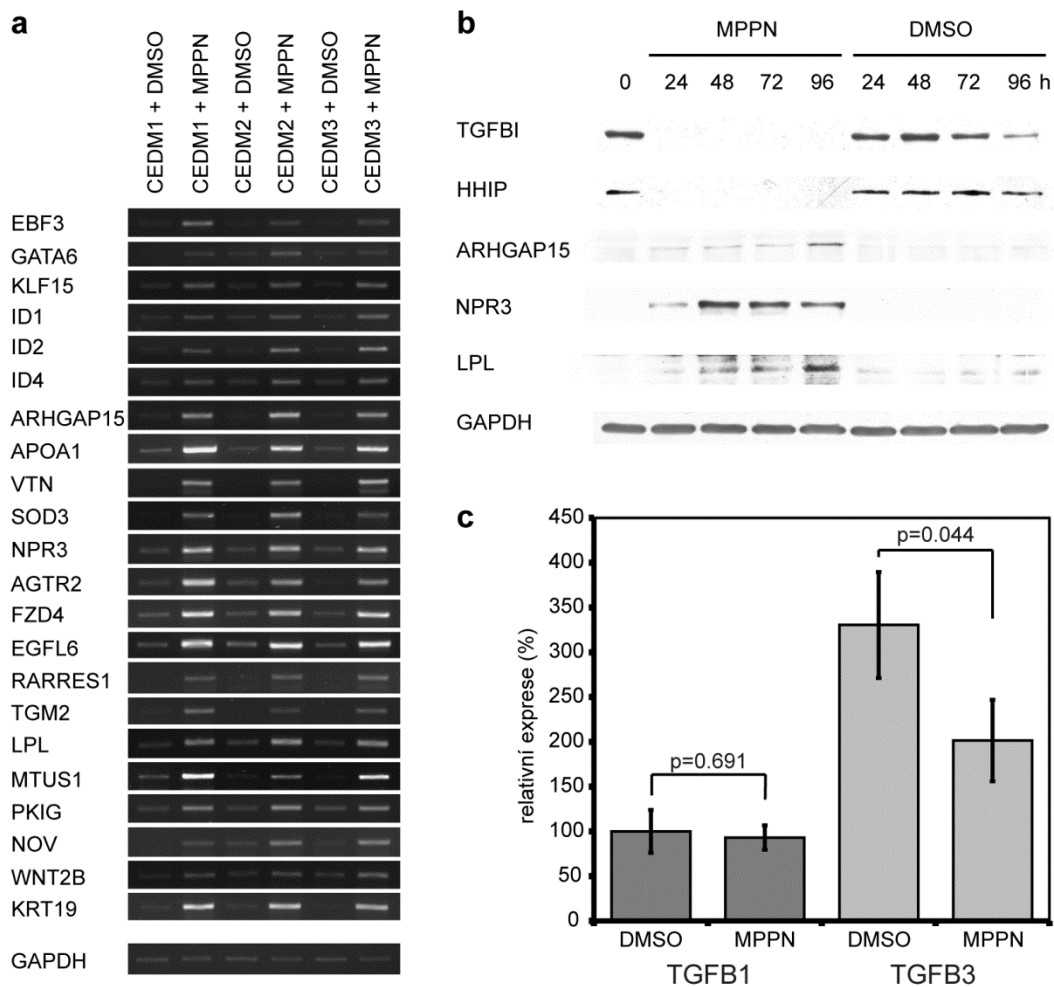 a
CEDM1 + DMSO
CEDM1 + MPPN
CEDM2 + DMSO
CEDM2 + MPPN
CEDM3 + DMSO
CEDM3 + MPPN
EBF3
GATA6
KLF15
ID1
ID2
ID4
ARHGAP15
APOA1
VTN
SOD3
NPR3
AGTR2
FZD4
EGFL6
RARRES1
TGM2
LPL
MTUS1
PKIG
NOV
WNT2B
KRT19
GAPDH
b
MPPN DMSO
0 24 48 72 96 24 48 72 96 h
TGFBI
HHIP
ARHGAP15
NPR3
LPL
GAPDH
c
relativní exprese (%)
450
400
350
300
250
200
150
100
50
0
p=0.691
p=0.044
DMSO MPPN DMSO MPPN
TGFB1 TGFB3